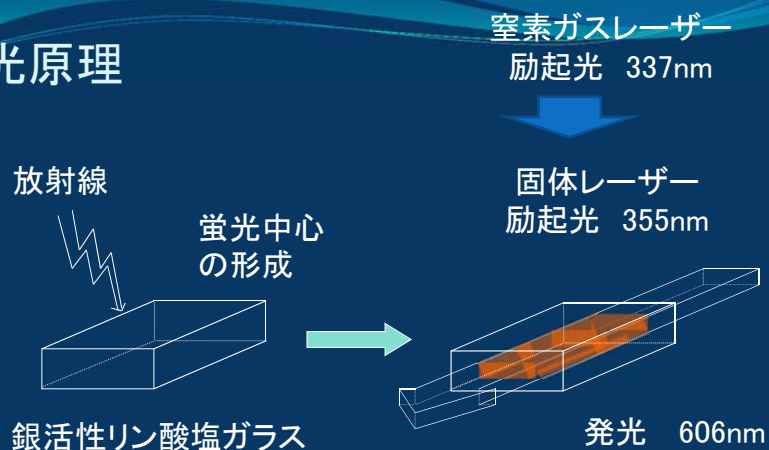 光原理
窒素ガスレーザー
励起光 337nm
放射線
固体レーザー
励起光 355nm
蛍光中心
の形成
銀活性リン酸塩ガラス
発光 606nm